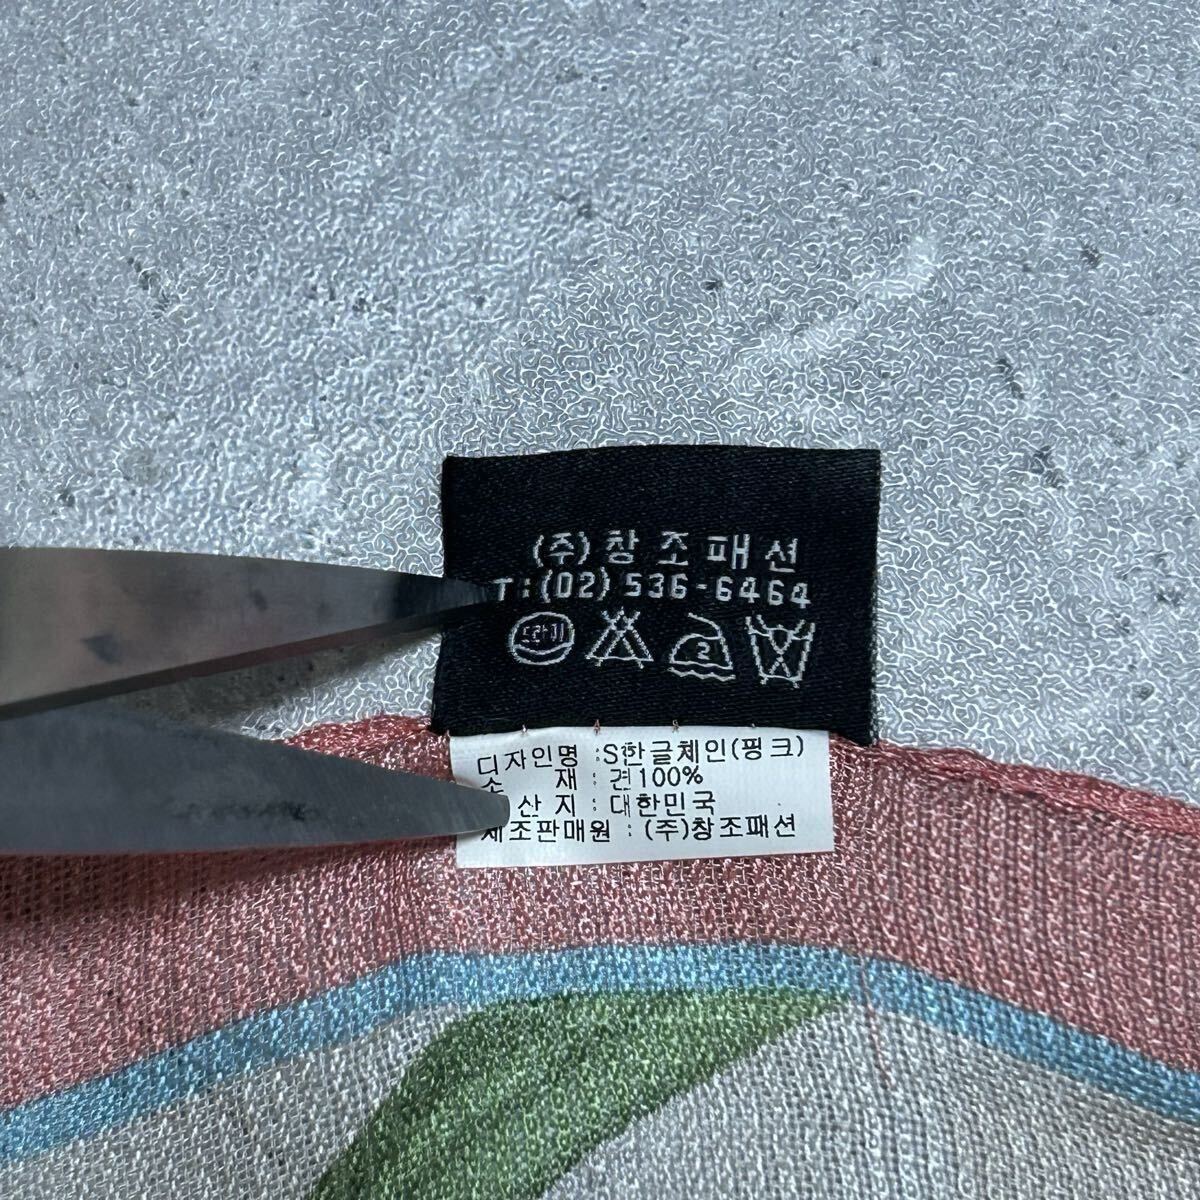 (주)창조패션
T:(02)536-6464
드라이
2
디자인명 :S한글체인(핑크)
소 재 : 견100%
산지 : 대한민국
제조판매원 : (주)창조패션